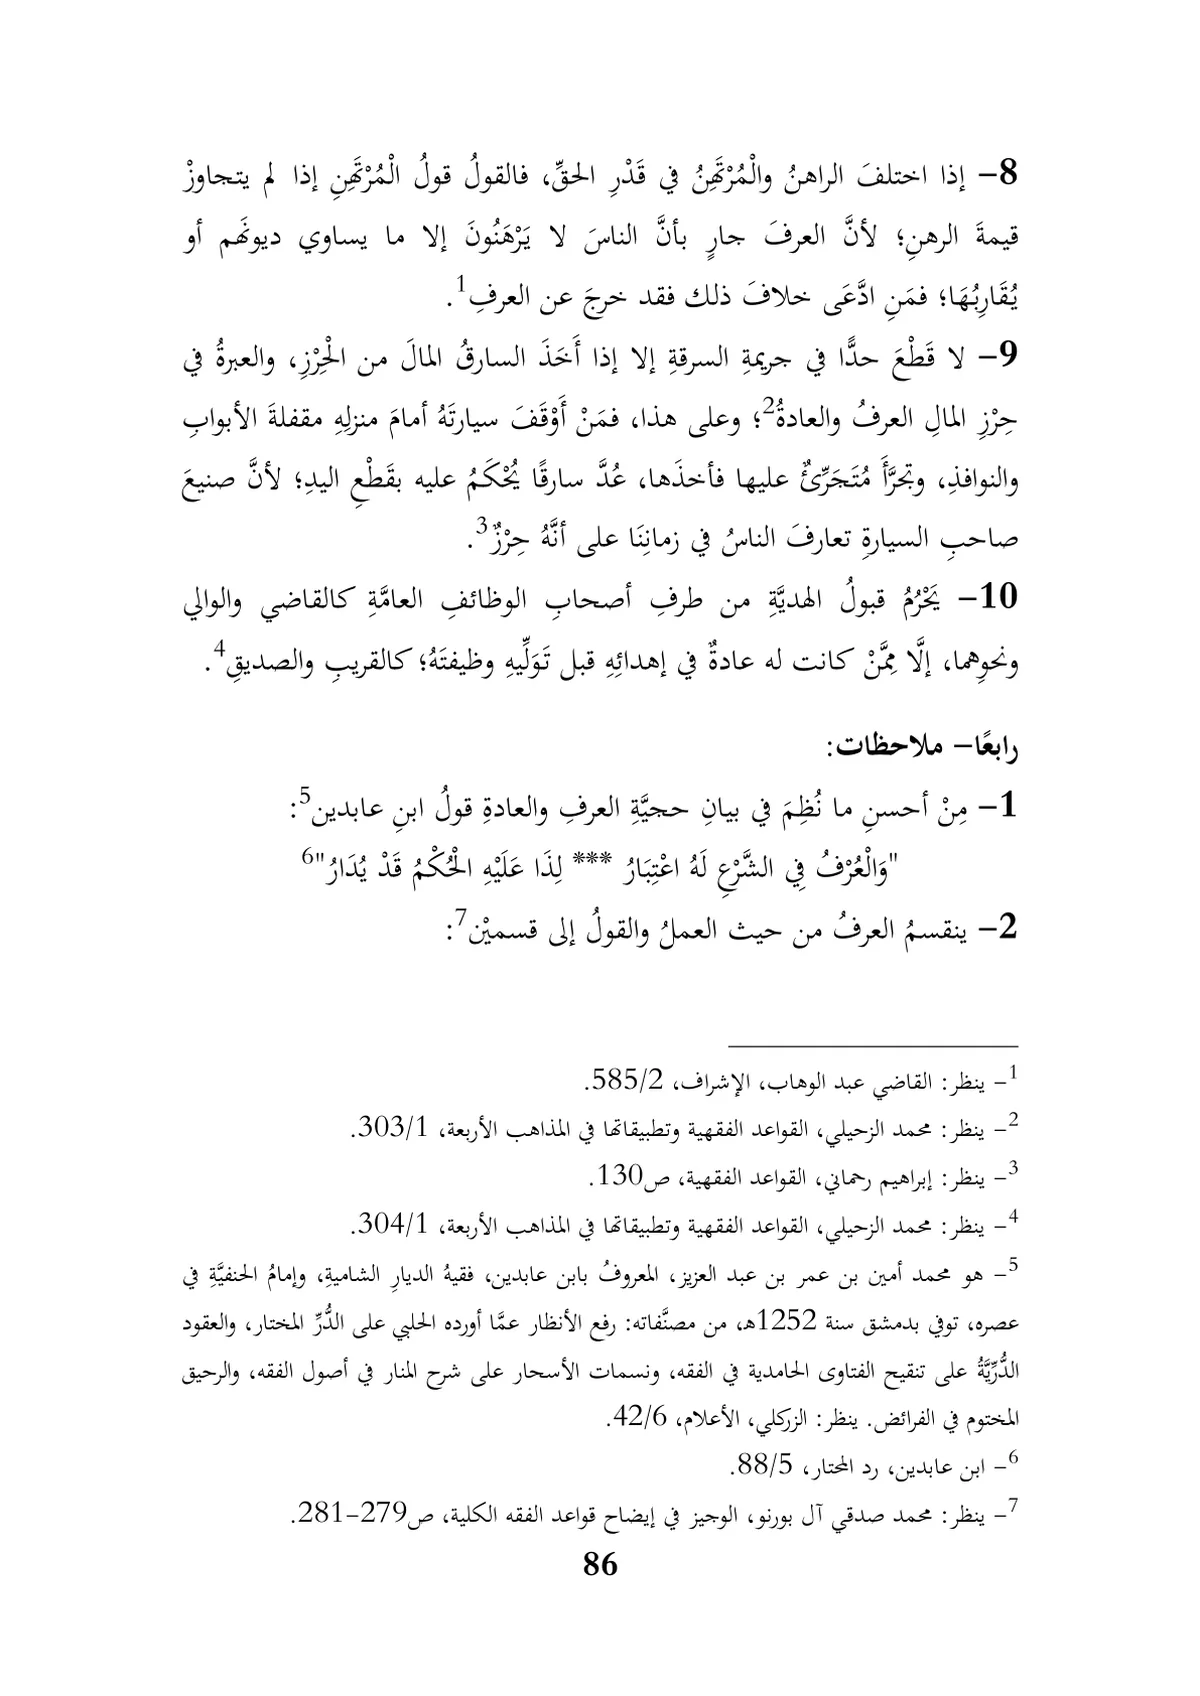 8- إذا اختلفَ الراهنُ والْمُرْتَهِنُ في قَدْرِ الحقِّ، فالقولُ قولُ الْمُرْتَهِنِ إذا لم يتجاوزْ
قيمةَ الرهنِ؛ لأنَّ العرفَ جارٍ بأنَّ الناسَ لا يَرْهَنُونَ إلا ما يساوي ديونَهم أو
يُقَارِبُهَا؛ فمَنِ ادَّعَى خلافَ ذلك فقد خرجَ عن العرفِ1.
9- لا قَطْعَ حدًّا في جريمةِ السرقةِ إلا إذا أَخَذَ السارقُ المالَ من الْحِرْزِ، والعبرةُ في
حِرْزِ المالِ العرفُ والعادةُ2؛ وعلى هذا، فمَنْ أَوْقَفَ سيارتَهُ أمامَ منزلِهِ مقفلةَ الأبوابِ
والنوافذِ، وتجرَّأَ مُتَجَرِّئٌ عليها فأخذَها، عُدَّ سارقًا يُحْكَمُ عليه بقَطْعِ اليدِ؛ لأنَّ صنيعَ
صاحبِ السيارةِ تعارفَ الناسُ في زمانِنَا على أنَّهُ حِرْزٌ3.
10- يَحْرُمُ قبولُ الهديَّةِ من طرفِ أصحابِ الوظائفِ العامَّةِ كالقاضي والوالي
ونحوِهما، إلَّا مِمَّنْ كانت له عادةٌ في إهدائِهِ قبل تَوَلِّيهِ وظيفتَهُ؛ كالقريبِ والصديقِ4.
رابعًا- ملاحظات:
1- مِنْ أحسنِ ما نُظِمَ في بيانِ حجيَّةِ العرفِ والعادةِ قولُ ابنِ عابدين5:
"وَالْعُرْفُ فِي الشَّرْعِ لَهُ اعْتِبَارُ *** لِذَا عَلَيْهِ الْحُكْمُ قَدْ يُدَارُ"6
2- ينقسمُ العرفُ من حيث العملُ والقولُ إلى قسميْن7:
1- ينظر: القاضي عبد الوهاب، الإشراف، 585/2.
2- ينظر: محمد الزحيلي، القواعد الفقهية وتطبيقاتها في المذاهب الأربعة، 303/1.
3- ينظر: إبراهيم رحماني، القواعد الفقهية، ص130.
4- ينظر: محمد الزحيلي، القواعد الفقهية وتطبيقاتها في المذاهب الأربعة، 304/1.
5- هو محمد أمين بن عمر بن عبد العزيز، المعروفُ بابن عابدين، فقيهُ الديارِ الشاميةِ، وإمامُ الحنفيَّةِ في
عصره، توفي بدمشق سنة 1252هـ، من مصنَّفاته: رفع الأنظار عمَّا أورده الحلبي على الدُّرِّ المختار، والعقود
الدُّرِّيَّةُ على تنقيح الفتاوى الحامدية في الفقه، ونسمات الأسحار على شرح المنار في أصول الفقه، والرحيق
المختوم في الفرائض. ينظر: الزركلي، الأعلام، 42/6.
6- ابن عابدين، رد المحتار، 88/5.
7- ينظر: محمد صدقي آل بورنو، الوجيز في إيضاح قواعد الفقه الكلية، ص279-281.
86